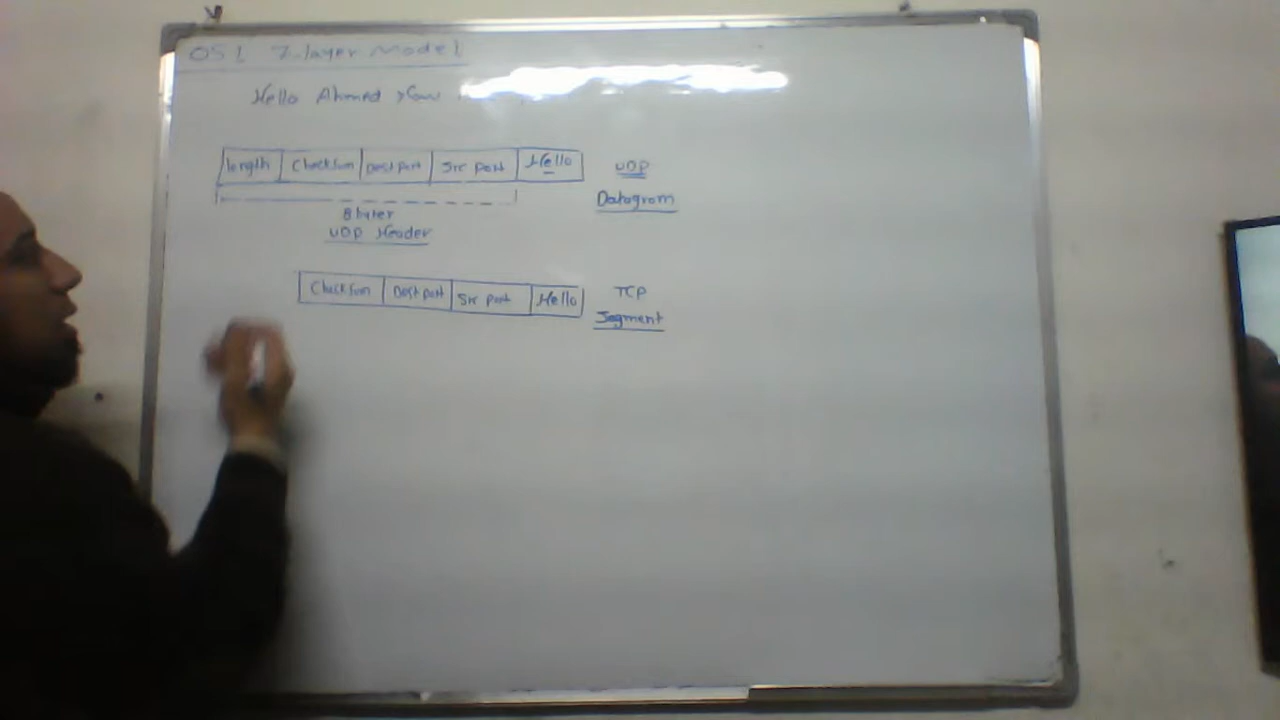 OSI 7-layer Model
Hello Ahmed How
length Checksum Dest port Src port Hello UDP
Datagram
8 bytes
UDP Header
Checksum Dest port Src port Hello TCP
Segment